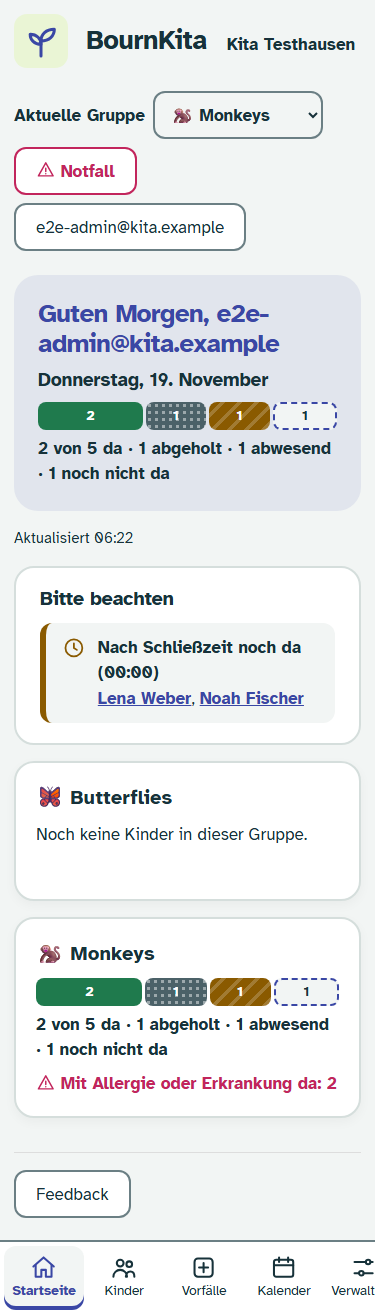 BournKita
Kita Testhausen
Aktuelle Gruppe
Monkeys
Notfall
e2e-admin@kita.example
Guten Morgen, e2e-
admin@kita.example
Donnerstag, 19. November
2 1 1 1
2 von 5 da · 1 abgeholt · 1 abwesend
· 1 noch nicht da
Aktualisiert 06:22
Bitte beachten
Nach Schließzeit noch da
(00:00)
Lena Weber, Noah Fischer
Butterflies
Noch keine Kinder in dieser Gruppe.
Monkeys
2 1 1 1
2 von 5 da · 1 abgeholt · 1 abwesend
· 1 noch nicht da
Mit Allergie oder Erkrankung da: 2
Feedback
Startseite Kinder Vorfälle Kalender Verwalt